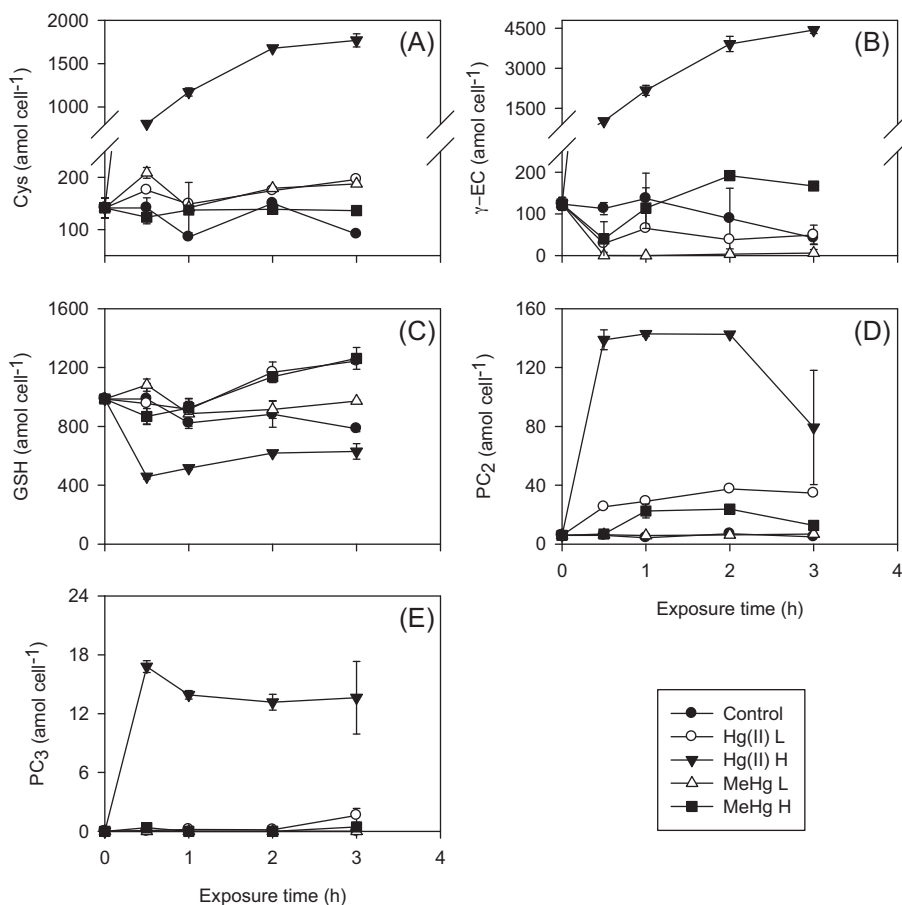 (A)
Cys (amol cell⁻¹)
2000
1500
1000
200
100
(B)
γ-EC (amol cell⁻¹)
4500
3000
1500
200
100
0
(C)
GSH (amol cell⁻¹)
1600
1200
800
400
0
(D)
PC₂ (amol cell⁻¹)
160
120
80
40
0
0 1 2 3 4
Exposure time (h)
(E)
PC₃ (amol cell⁻¹)
24
18
12
6
0
0 1 2 3 4
Exposure time (h)
Control
Hg(II) L
Hg(II) H
MeHg L
MeHg H